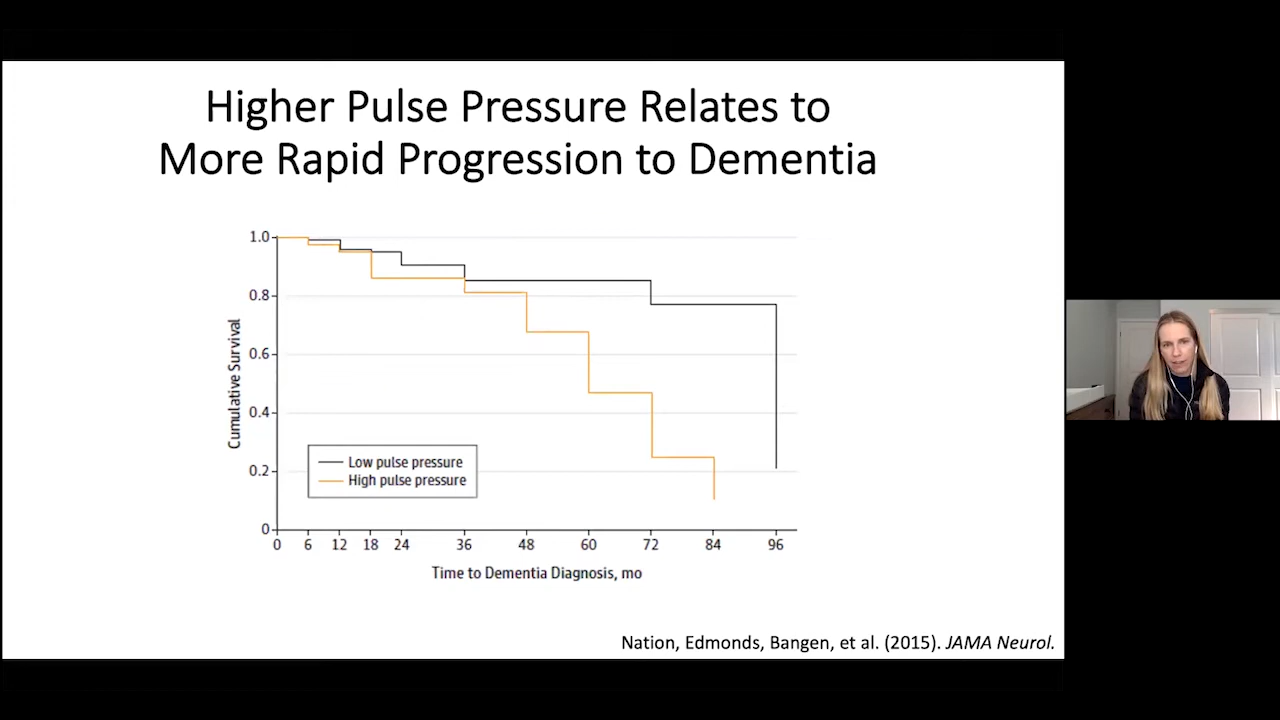 Higher Pulse Pressure Relates to
More Rapid Progression to Dementia
1.0
0.8
0.6
0.4
0.2
0
Cumulative Survival
Low pulse pressure
High pulse pressure
0 6 12 18 24 36 48 60 72 84 96
Time to Dementia Diagnosis, mo
Nation, Edmonds, Bangen, et al. (2015). JAMA Neurol.